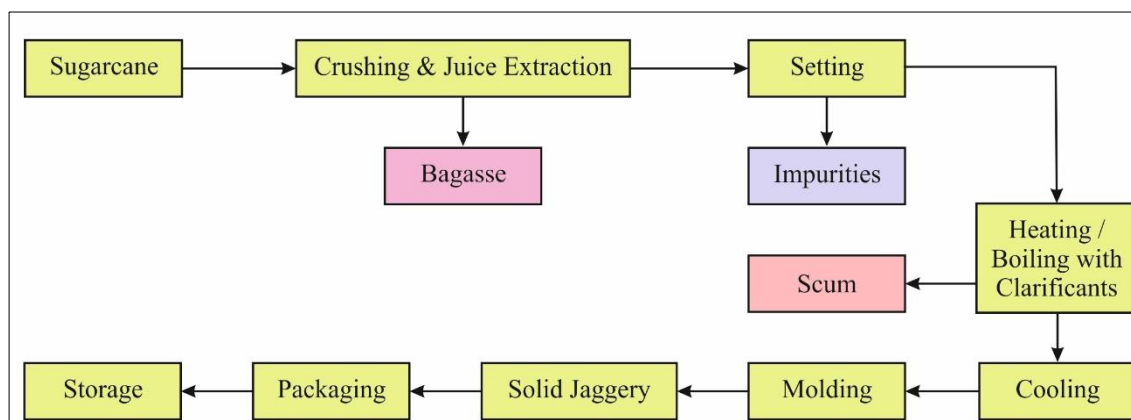 Sugarcane
Crushing & Juice Extraction
Setting
Bagasse
Impurities
Heating /
Boiling with
Clarificants
Scum
Storage
Packaging
Solid Jaggery
Molding
Cooling